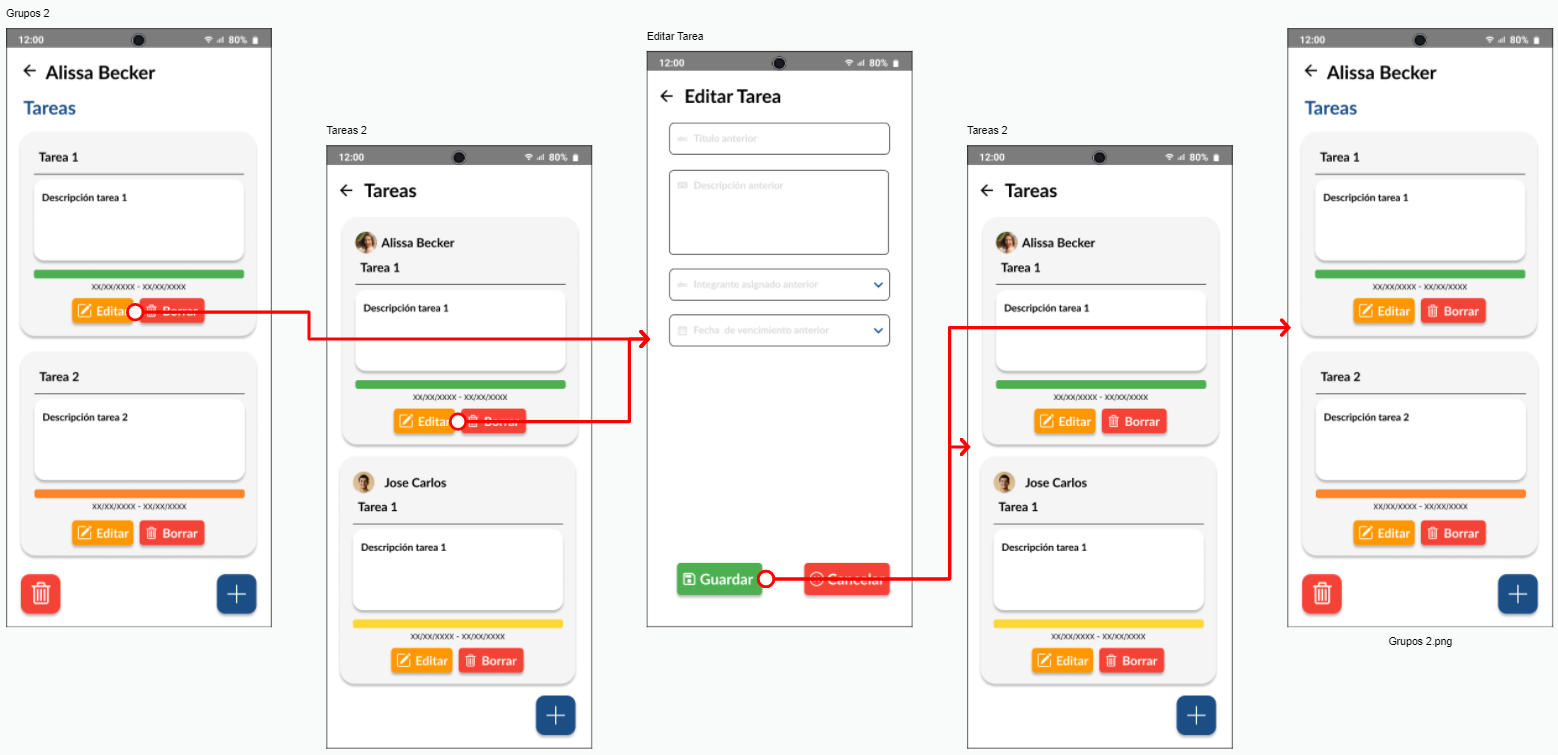 Grupos 2
12:00 80%
Alissa Becker
Tareas
Tarea 1
Descripción tarea 1
xx/xx/xxxx - xx/xx/xxxx
Editar Borrar
Tarea 2
Descripción tarea 2
xx/xx/xxxx - xx/xx/xxxx
Editar Borrar
Tareas 2
12:00 80%
Tareas
Alissa Becker
Tarea 1
Descripción tarea 1
xx/xx/xxxx - xx/xx/xxxx
Editar Borrar
Jose Carlos
Tarea 1
Descripción tarea 1
xx/xx/xxxx - xx/xx/xxxx
Editar Borrar
Editar Tarea
12:00 80%
Editar Tarea
Título anterior
Descripción anterior
Integrante asignado anterior
Fecha de vencimiento anterior
Guardar Cancelar
Tareas 2
12:00 80%
Tareas
Alissa Becker
Tarea 1
Descripción tarea 1
xx/xx/xxxx - xx/xx/xxxx
Editar Borrar
Jose Carlos
Tarea 1
Descripción tarea 1
xx/xx/xxxx - xx/xx/xxxx
Editar Borrar
12:00 80%
Alissa Becker
Tareas
Tarea 1
Descripción tarea 1
xx/xx/xxxx - xx/xx/xxxx
Editar Borrar
Tarea 2
Descripción tarea 2
xx/xx/xxxx - xx/xx/xxxx
Editar Borrar
Grupos 2.png